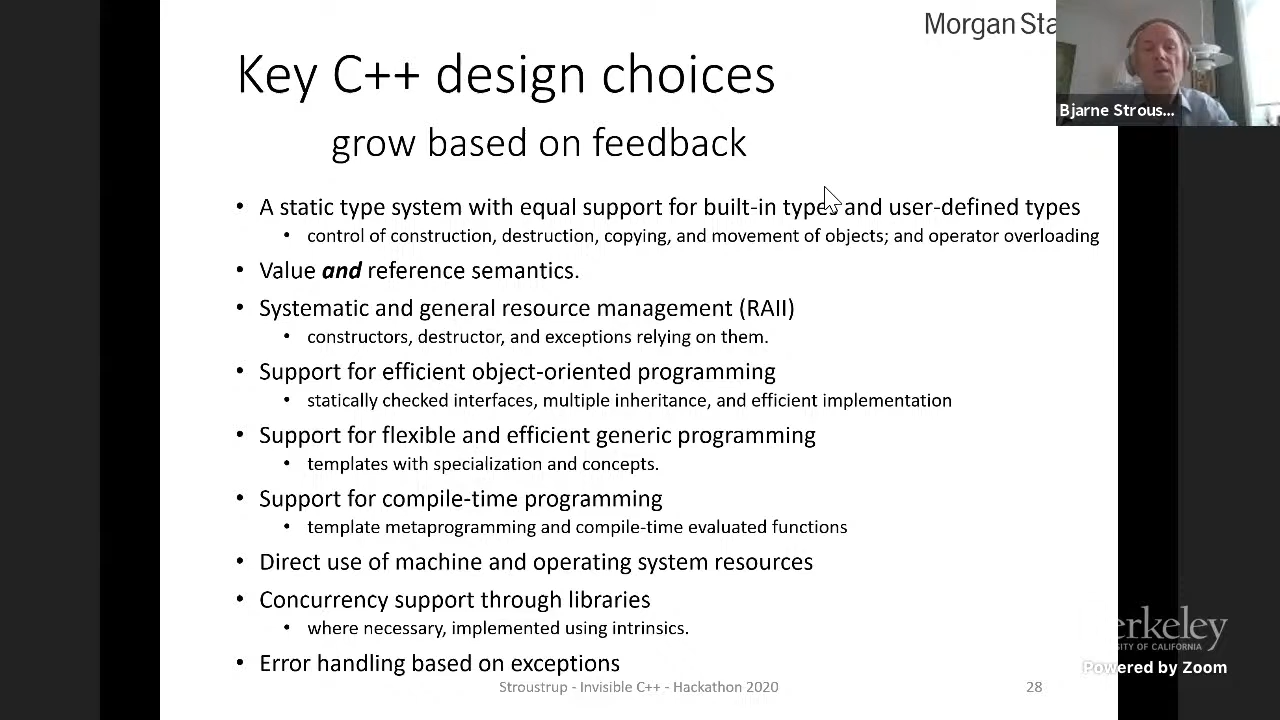 Morgan Sta
Key C++ design choices
Bjarne Strous...
grow based on feedback
• A static type system with equal support for built-in types and user-defined types
• control of construction, destruction, copying, and movement of objects; and operator overloading
• Value and reference semantics.
• Systematic and general resource management (RAII)
• constructors, destructor, and exceptions relying on them.
• Support for efficient object-oriented programming
• statically checked interfaces, multiple inheritance, and efficient implementation
• Support for flexible and efficient generic programming
• templates with specialization and concepts.
• Support for compile-time programming
• template metaprogramming and compile-time evaluated functions
• Direct use of machine and operating system resources
• Concurrency support through libraries
• where necessary, implemented using intrinsics.
• Error handling based on exceptions
erkeley
SITY OF CALIFORNIA
Powered by Zoom
Stroustrup - Invisible C++ - Hackathon 2020
28